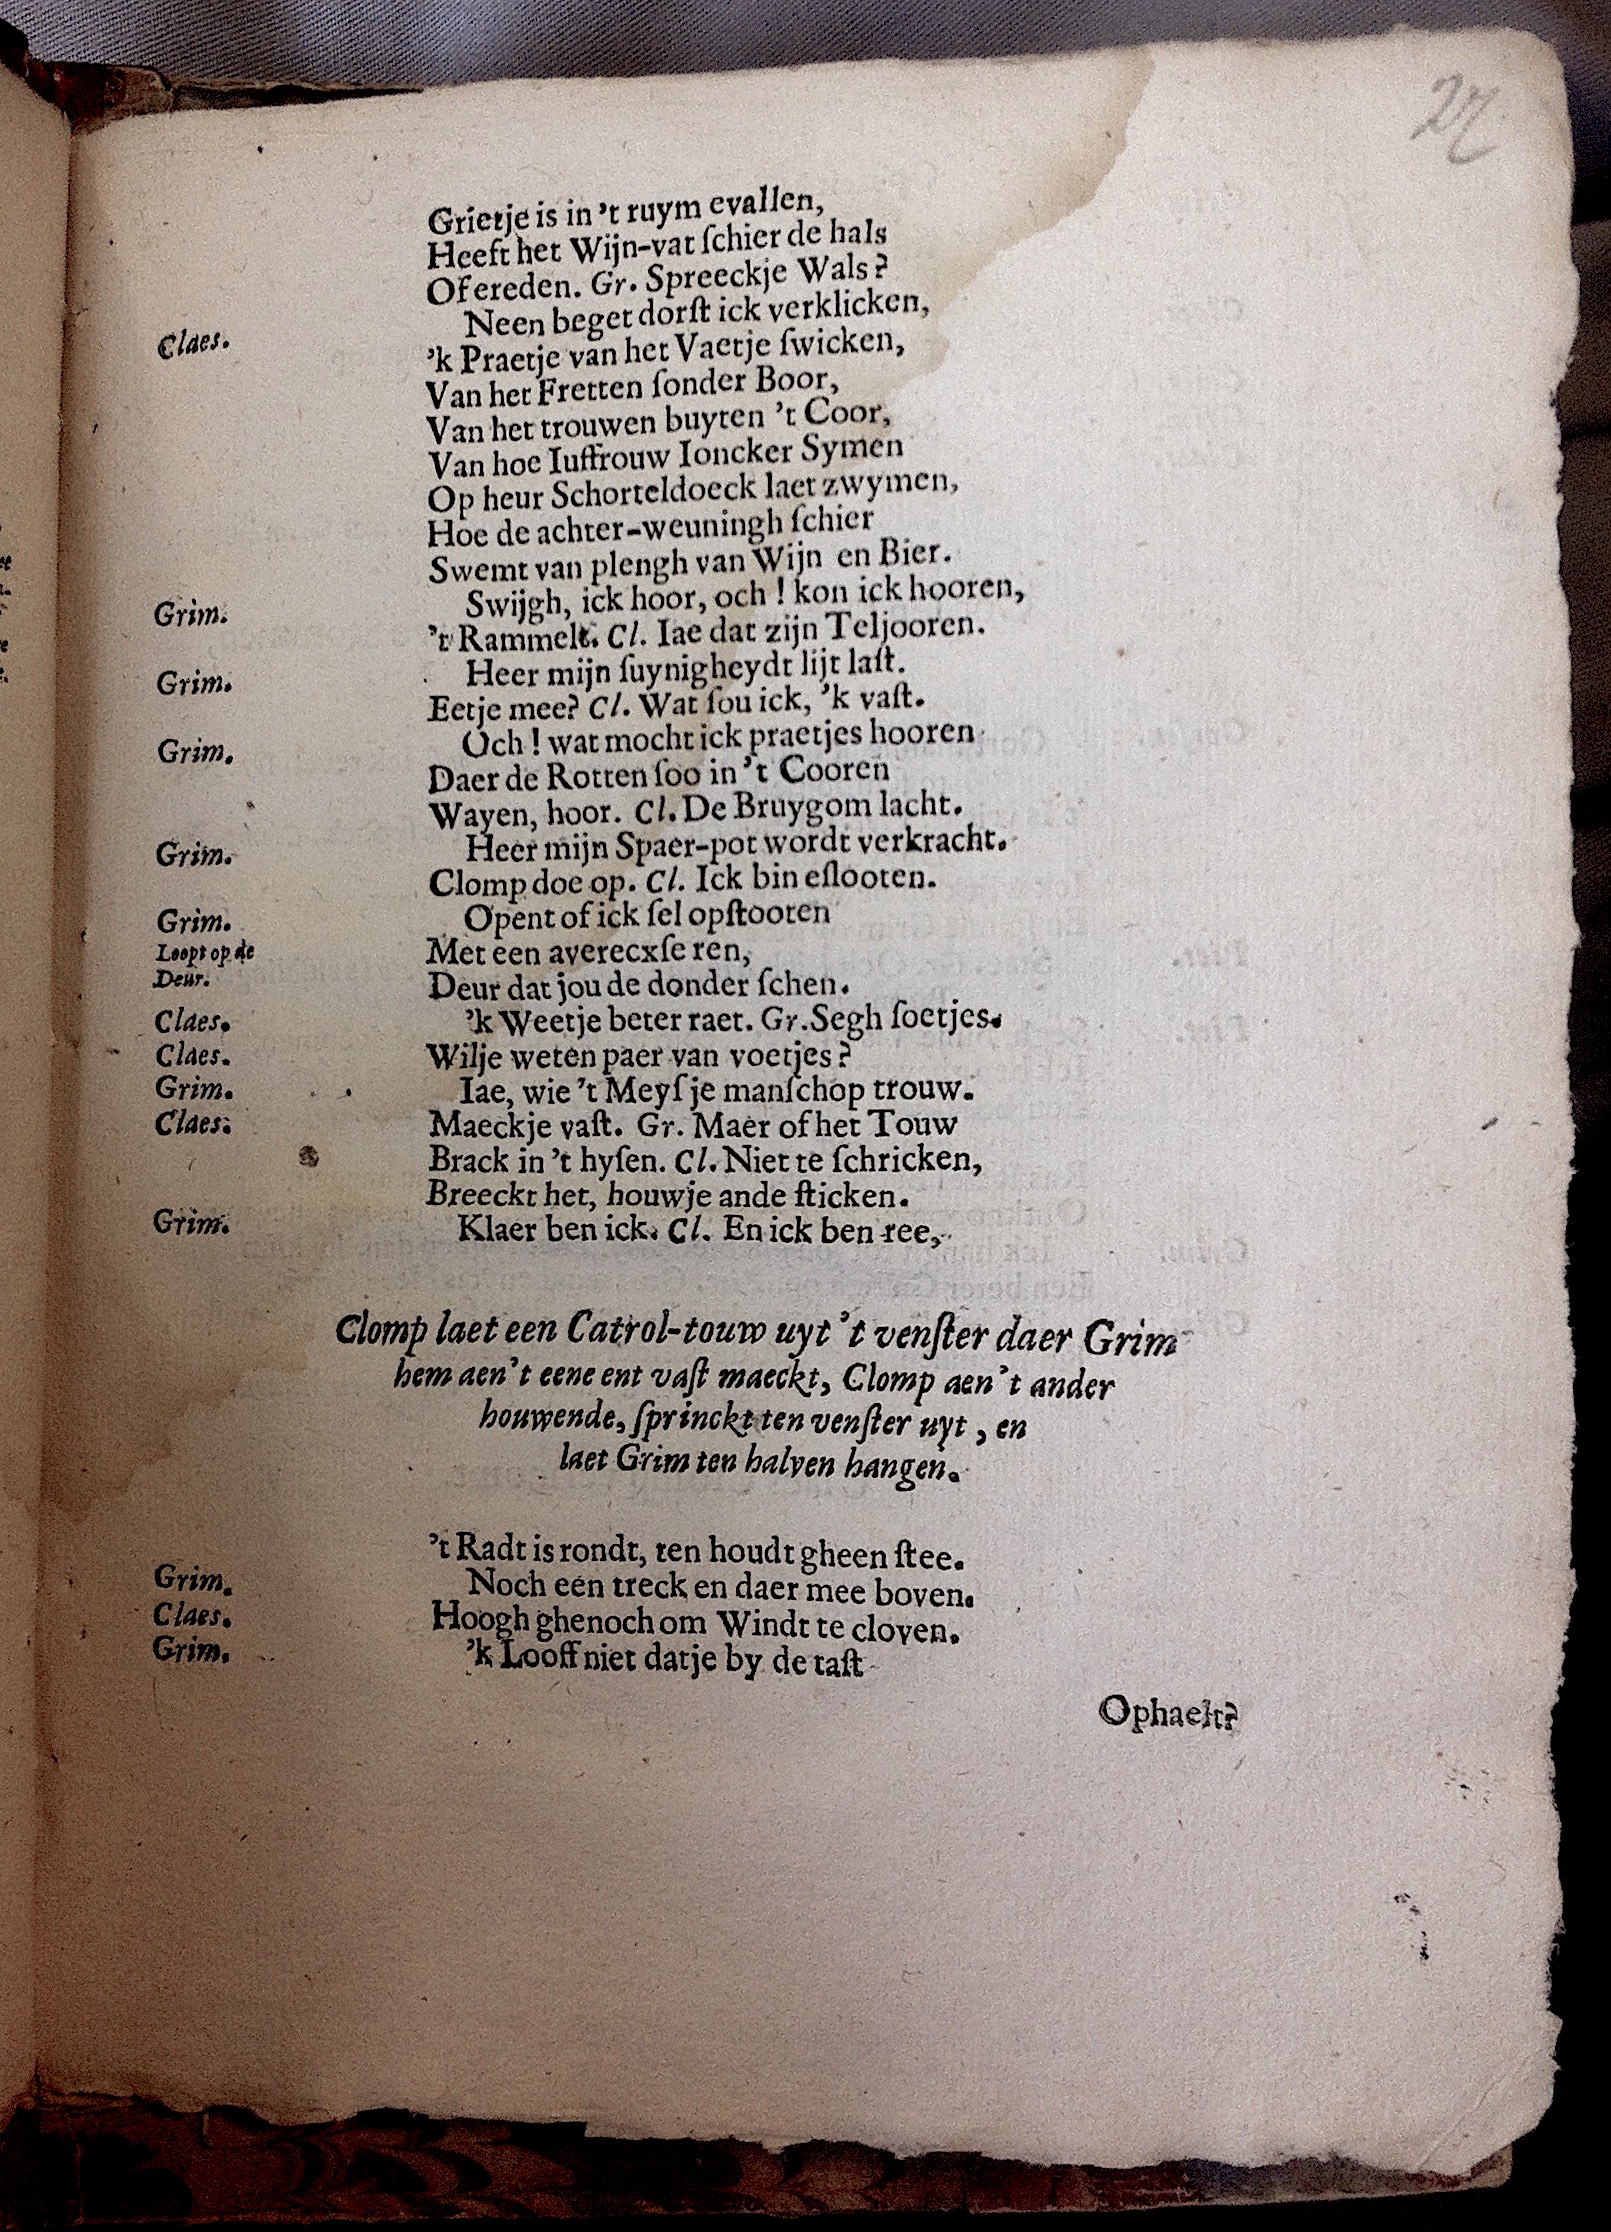 27
Grietje is in 't ruym evallen,
Heeft het Wijn-vat ſchier de hals
Of ereden. Gr. Spreeckje Wals?
Claes. Neen beget dorſt ick verklicken,
'k Praetje van het Vaetje ſwicken,
Van het Fretten ſonder Boor,
Van het trouwen buyten 't Coor,
Van hoe Iuffrouw Ioncker Symen
Op heur Schorteldoeck laet zwymen,
Hoe de achter-weuningh ſchier
Swemt van plengh van Wijn en Bier.
Grim. Swijgh, ick hoor, och! kon ick hooren,
't Rammelt. Cl. Iae dat zijn Teljooren.
Grim. Heer mijn ſuynigheydt lijt laſt.
Eetje mee? Cl. Wat ſou ick, 'k vaſt.
Grim. Och! wat mocht ick praetjes hooren
Daer de Rotten ſoo in 't Cooren
Wayen, hoor. Cl. De Bruygom lacht.
Grim. Heer mijn Spaer-pot wordt verkracht.
Clomp doe op. Cl. Ick bin eſlooten.
Grim. Opent of ick ſel opſtooten
Loopt op de Met een averecxſe ren,
Deur. Deur dat jou de donder ſchen.
Claes. 'k Weetje beter raet. Gr. Segh ſoetjes.
Claes. Wilje weten paer van voetjes?
Grim. Iae, wie 't Meyſje manſchop trouw.
Claes. Maeckje vaſt. Gr. Maer of het Touw
Brack in 't hyſen. Cl. Niet te ſchricken,
Breeckt het, houwje ande ſticken.
Grim. Klaer ben ick. Cl. En ick ben ree,
Clomp laet een Catrol-touw uyt 't venſter daer Grim
hem aen 't eene ent vaſt maeckt, Clomp aen 't ander
houwende, ſprinckt ten venſter uyt, en
laet Grim ten halven hangen.
't Radt is rondt, ten houdt gheen ſtee.
Grim. Noch een treck en daer mee boven.
Claes. Hoogh ghenoch om Windt te cloven.
Grim. 'k Looff niet datje by de taſt
Ophaelt?